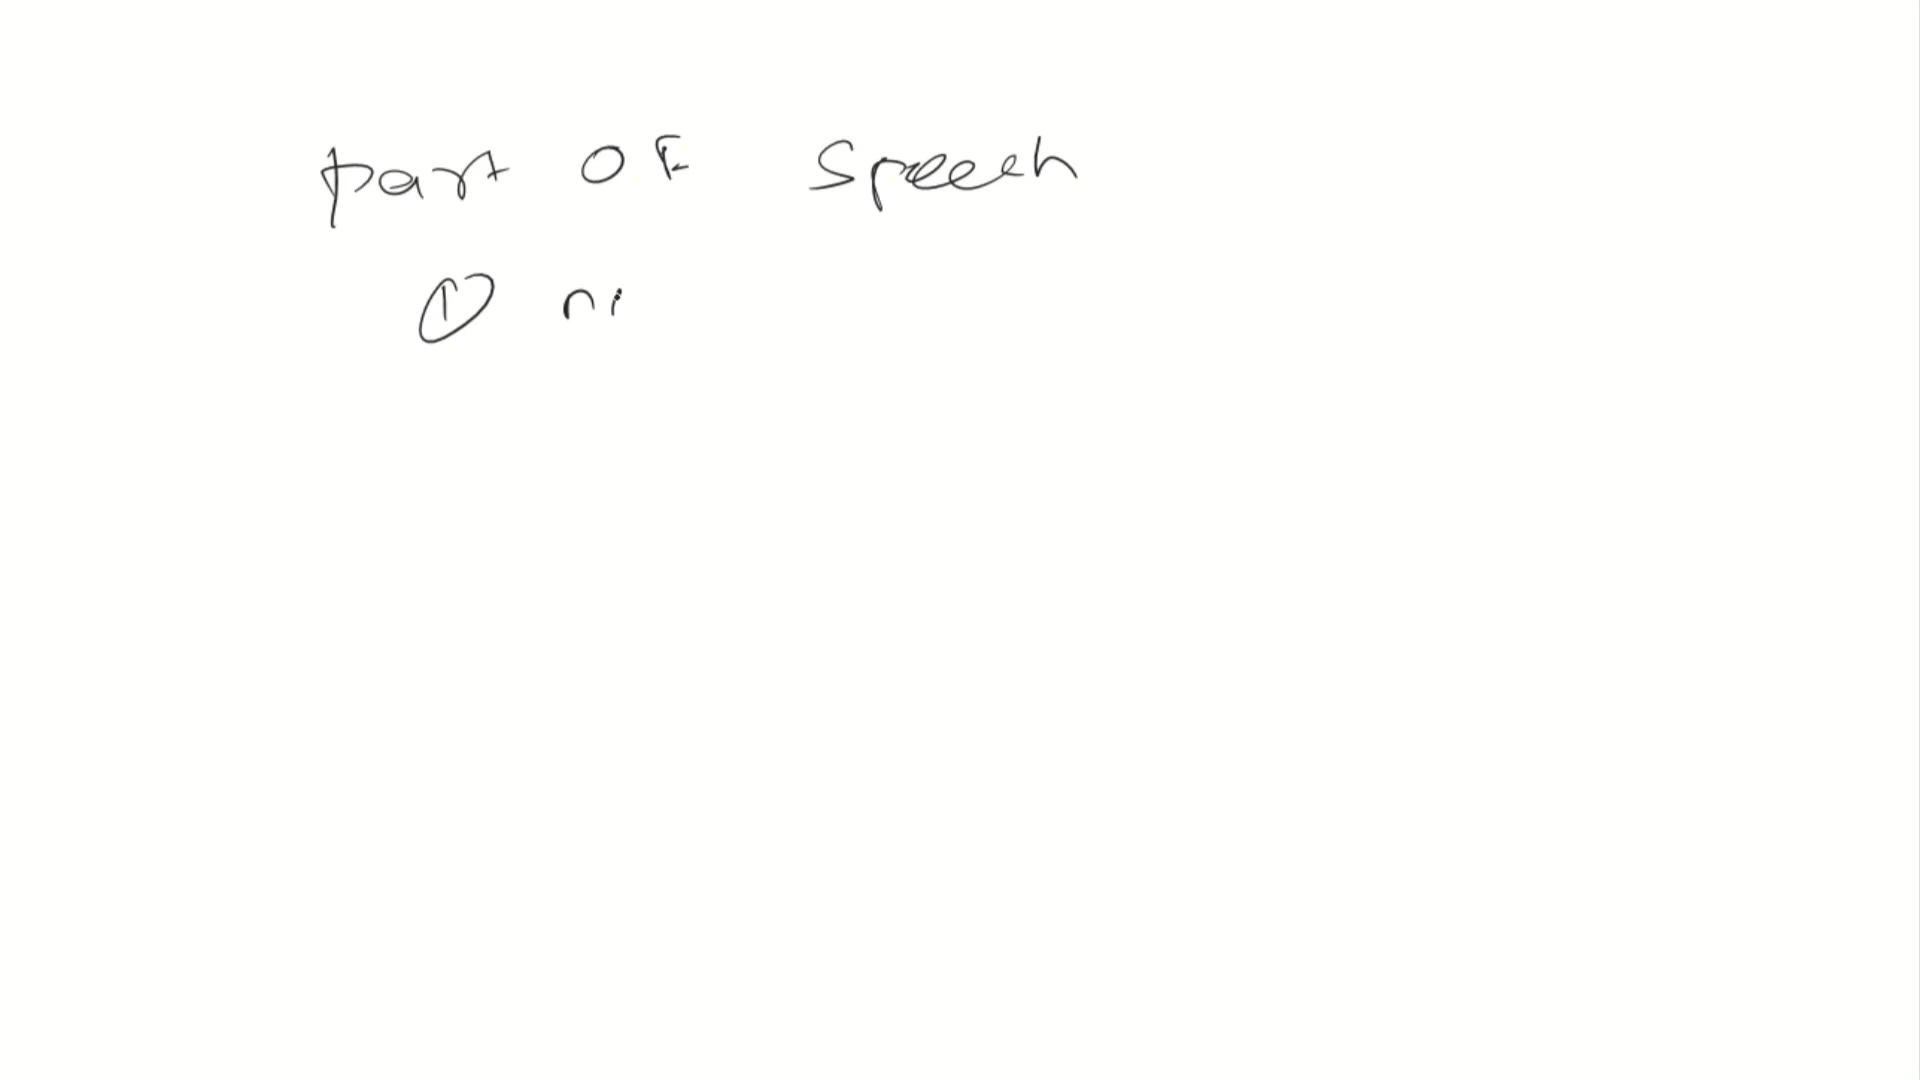 part of speech
① n